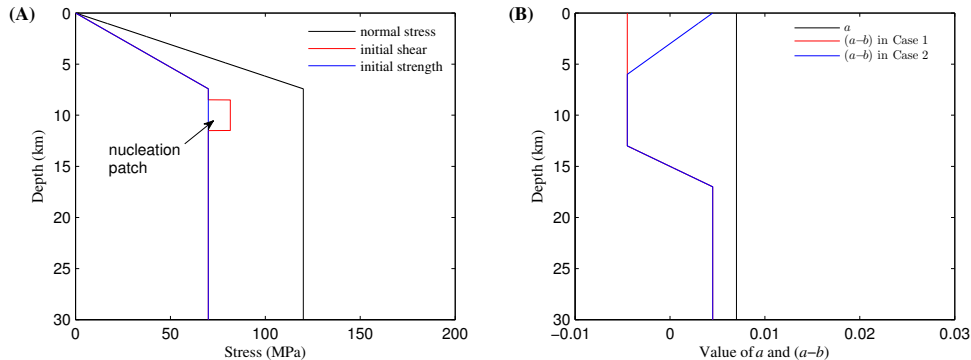 (A)
0
5
10
15
20
25
30
Depth (km)
0
50
100
150
200
Stress (MPa)
normal stress
initial shear
initial strength
nucleation
patch
(B)
0
5
10
15
20
25
30
Depth (km)
−0.01
0
0.01
0.02
0.03
Value of a and (a−b)
a
(a−b) in Case 1
(a−b) in Case 2